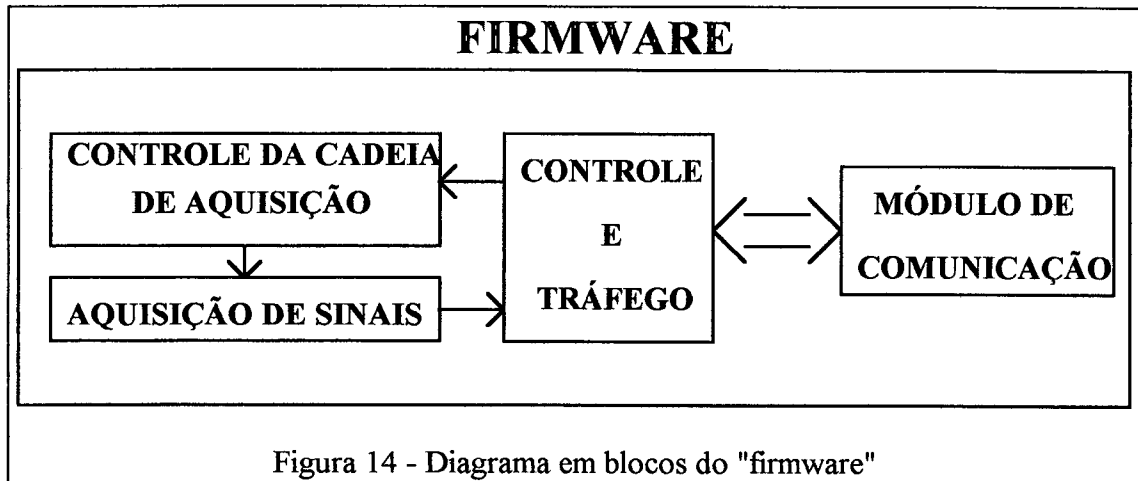 FIRMWARE
CONTROLE DA CADEIA
DE AQUISIÇÃO
AQUISIÇÃO DE SINAIS
CONTROLE
E
TRÁFEGO
MÓDULO DE
COMUNICAÇÃO
Figura 14 - Diagrama em blocos do "firmware"